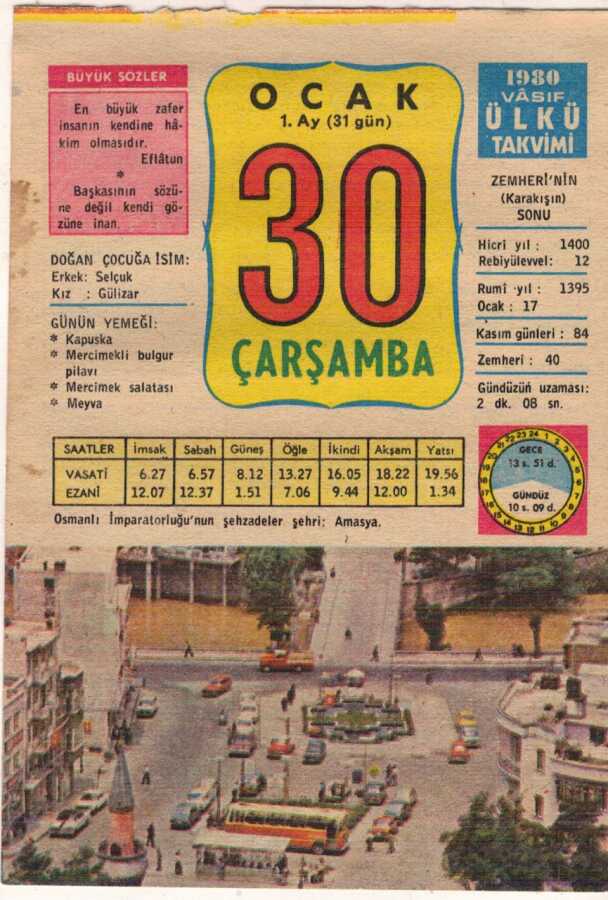 BÜYÜK SÖZLER
En büyük zafer
insanın kendine hâ-
kim olmasıdır.
Eflâtun
*
Başkasının sözü-
ne değil kendi gö-
züne inan.
DOĞAN ÇOCUĞA İSİM:
Erkek: Selçuk
Kız : Gülizar
GÜNÜN YEMEĞİ:
* Kapuska
* Mercimekli bulgur
pilavı
* Mercimek salatası
* Meyva
OCAK
1. Ay (31 gün)
30
ÇARŞAMBA
1980
VÂSIF
ÜLKÜ
TAKVİMİ
ZEMHERİ'NİN
(Karakışın)
SONU
Hicrî yıl : 1400
Rebiyülevvel: 12
Rumî yıl : 1395
Ocak : 17
Kasım günleri : 84
Zemheri : 40
Gündüzün uzaması:
2 dk. 08 sn.
SAATLER İmsak Sabah Güneş Öğle İkindi Akşam Yatsı
VASATİ 6.27 6.57 8.12 13.27 16.05 18.22 19.56
EZANİ 12.07 12.37 1.51 7.06 9.44 12.00 1.34
GECE
13 s. 51 d.
GÜNDÜZ
10 s. 09 d.
Osmanlı İmparatorluğu'nun şehzadeler şehri: Amasya.